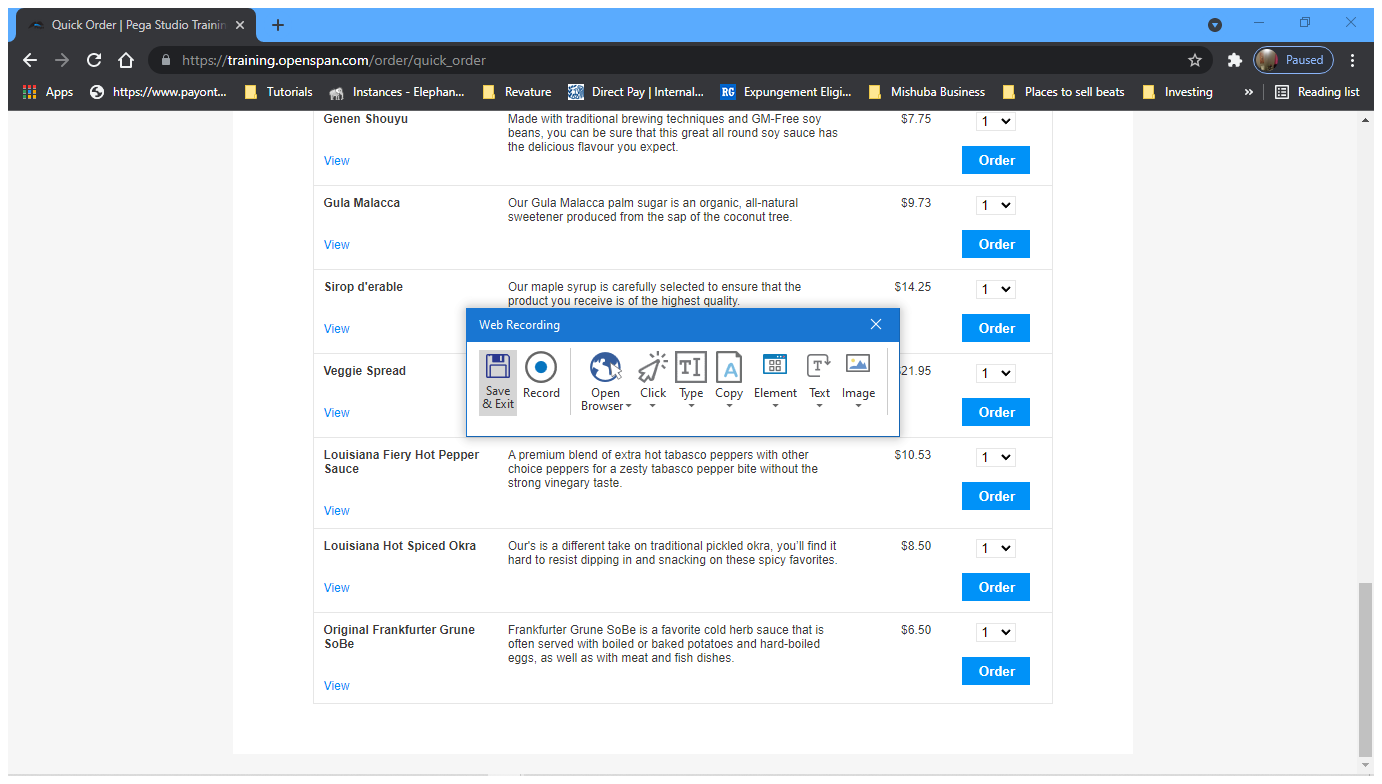 Quick Order | Pega Studio Trainin
https://training.openspan.com/order/quick_order
Paused
Apps
https://www.payont...
Tutorials
Instances - Elephan...
Revature
Direct Pay | Internal...
RG
Expungement Eligi...
Mishuba Business
Places to sell beats
Investing
»
Reading list
Genen Shouyu
Made with traditional brewing techniques and GM-Free soy
beans, you can be sure that this great all round soy sauce has
the delicious flavour you expect.
$7.75
1
View
Order
Gula Malacca
Our Gula Malacca palm sugar is an organic, all-natural
sweetener produced from the sap of the coconut tree.
$9.73
1
View
Order
Sirop d'erable
Our maple syrup is carefully selected to ensure that the
product you receive is of the highest quality.
$14.25
1
View
Order
Web Recording
Save
& Exit
Record
Open
Browser
Click
Type
Copy
Element
Text
Image
Veggie Spread
$21.95
1
View
Order
Louisiana Fiery Hot Pepper
Sauce
A premium blend of extra hot tabasco peppers with other
choice peppers for a zesty tabasco pepper bite without the
strong vinegary taste.
$10.53
1
View
Order
Louisiana Hot Spiced Okra
Our's is a different take on traditional pickled okra, you'll find it
hard to resist dipping in and snacking on these spicy favorites.
$8.50
1
View
Order
Original Frankfurter Grune
SoBe
Frankfurter Grune SoBe is a favorite cold herb sauce that is
often served with boiled or baked potatoes and hard-boiled
eggs, as well as with meat and fish dishes.
$6.50
1
View
Order